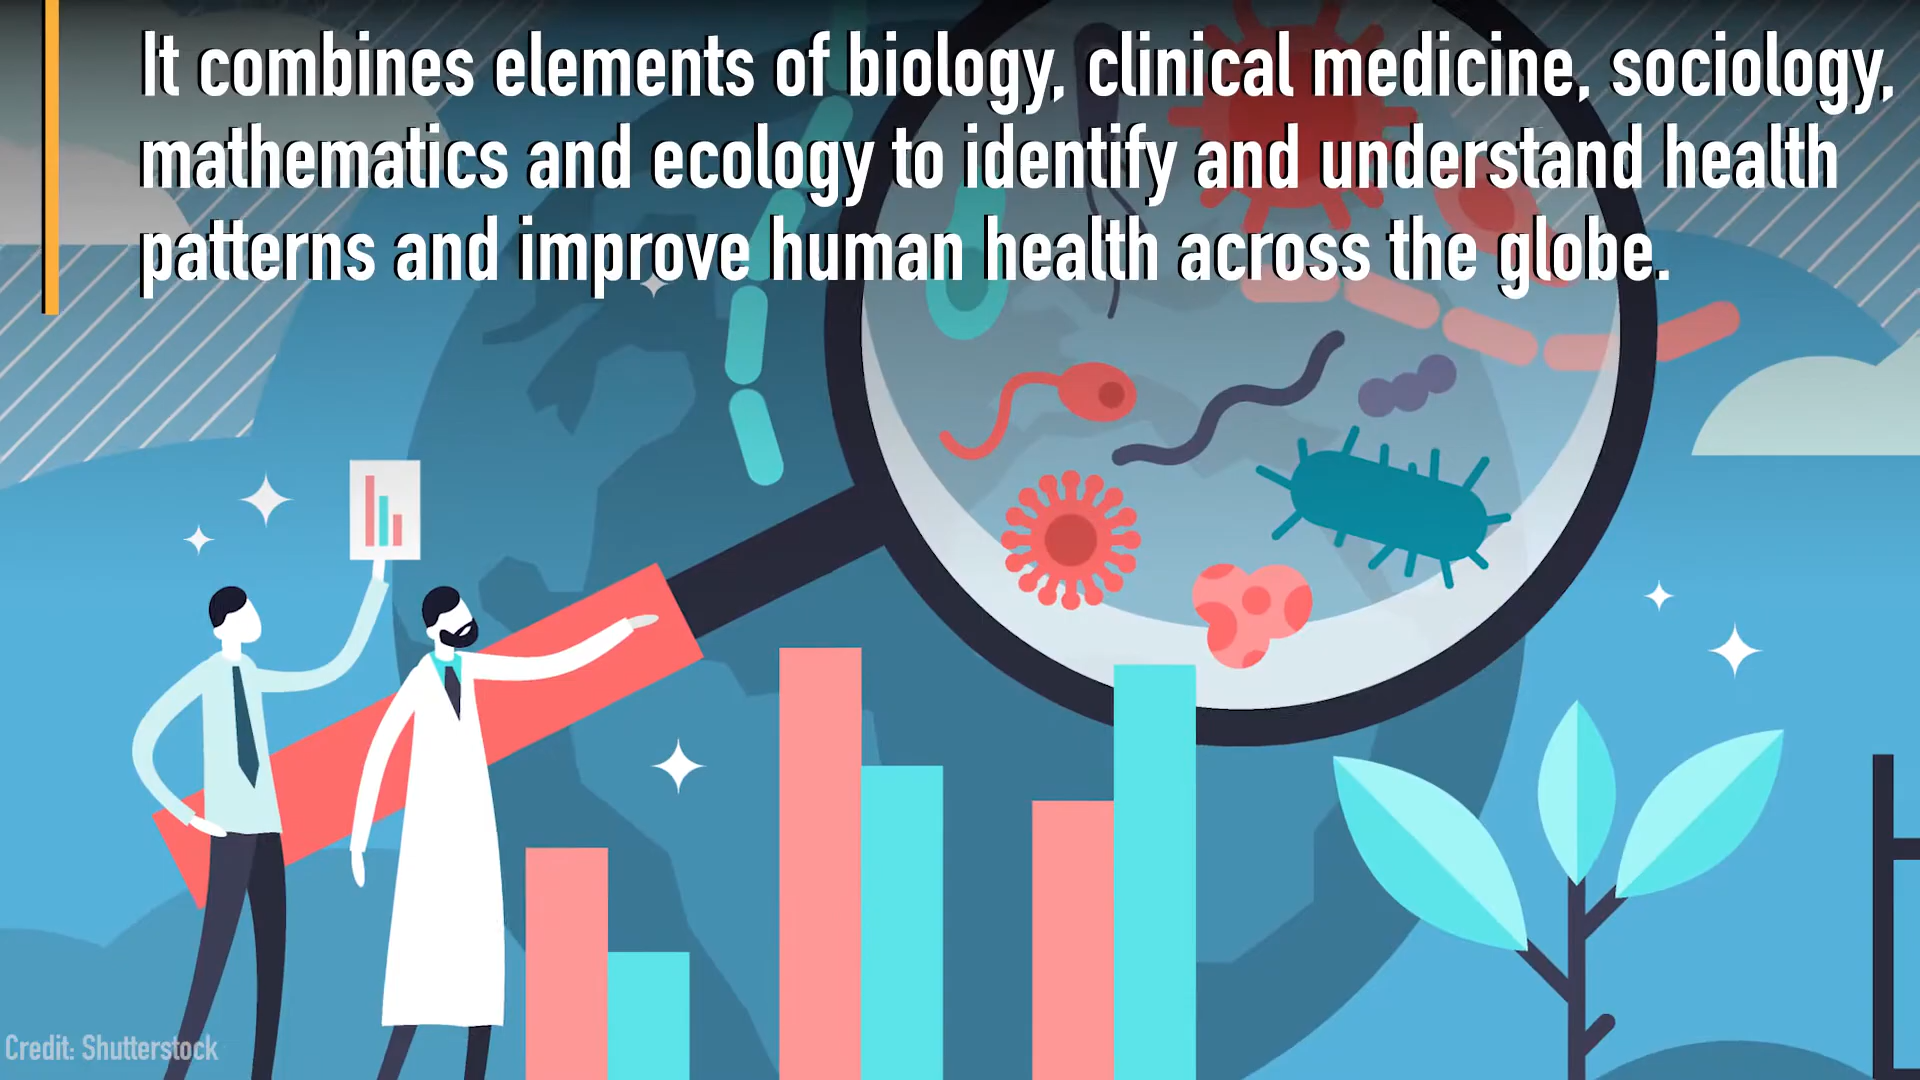 It combines elements of biology, clinical medicine, sociology,
mathematics and ecology to identify and understand health
patterns and improve human health across the globe.
Credit: Shutterstock